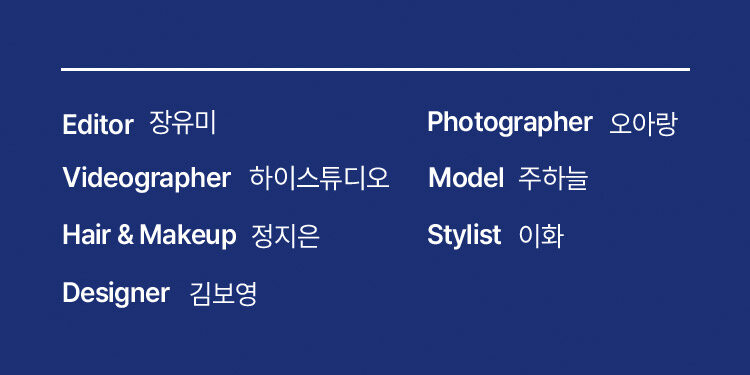 Editor 장유미
Photographer 오아랑
Videographer 하이스튜디오
Model 주하늘
Hair & Makeup 정지은
Stylist 이화
Designer 김보영